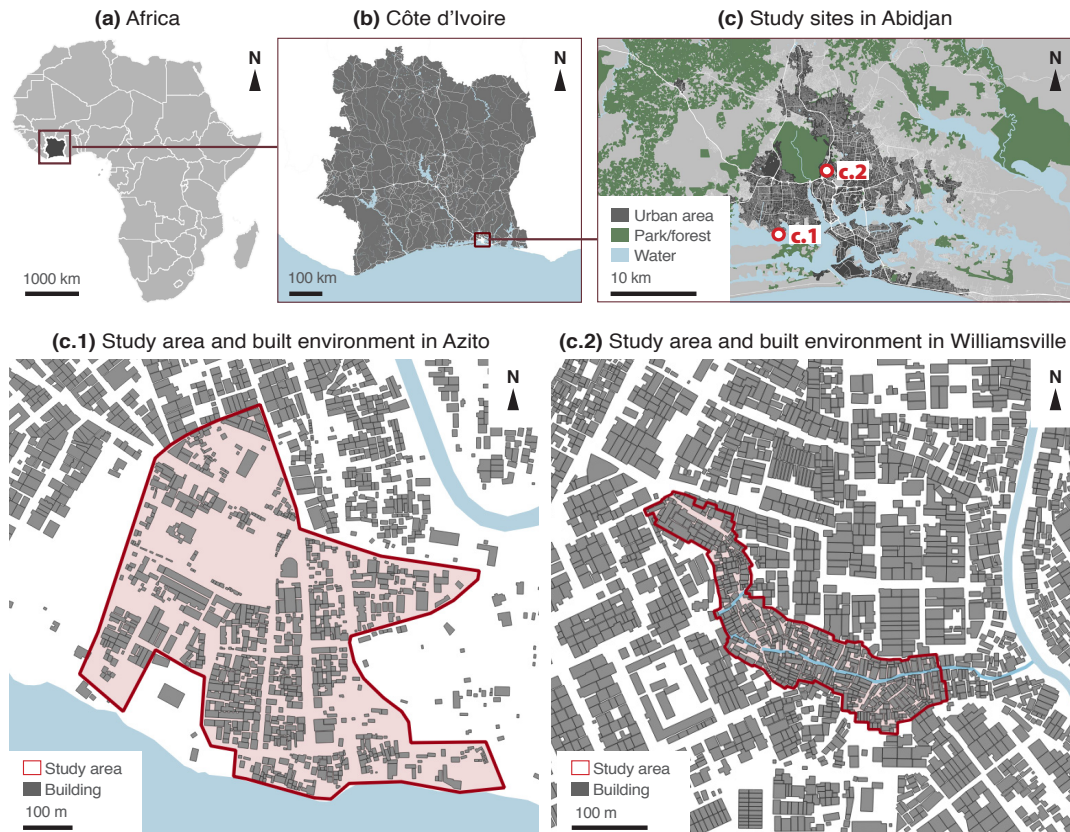 (a) Africa
N
1000 km
(b) Côte d’Ivoire
N
100 km
(c) Study sites in Abidjan
N
c.2
c.1
Urban area
Park/forest
Water
10 km
(c.1) Study area and built environment in Azito
N
Study area
Building
100 m
(c.2) Study area and built environment in Williamsville
N
Study area
Building
100 m